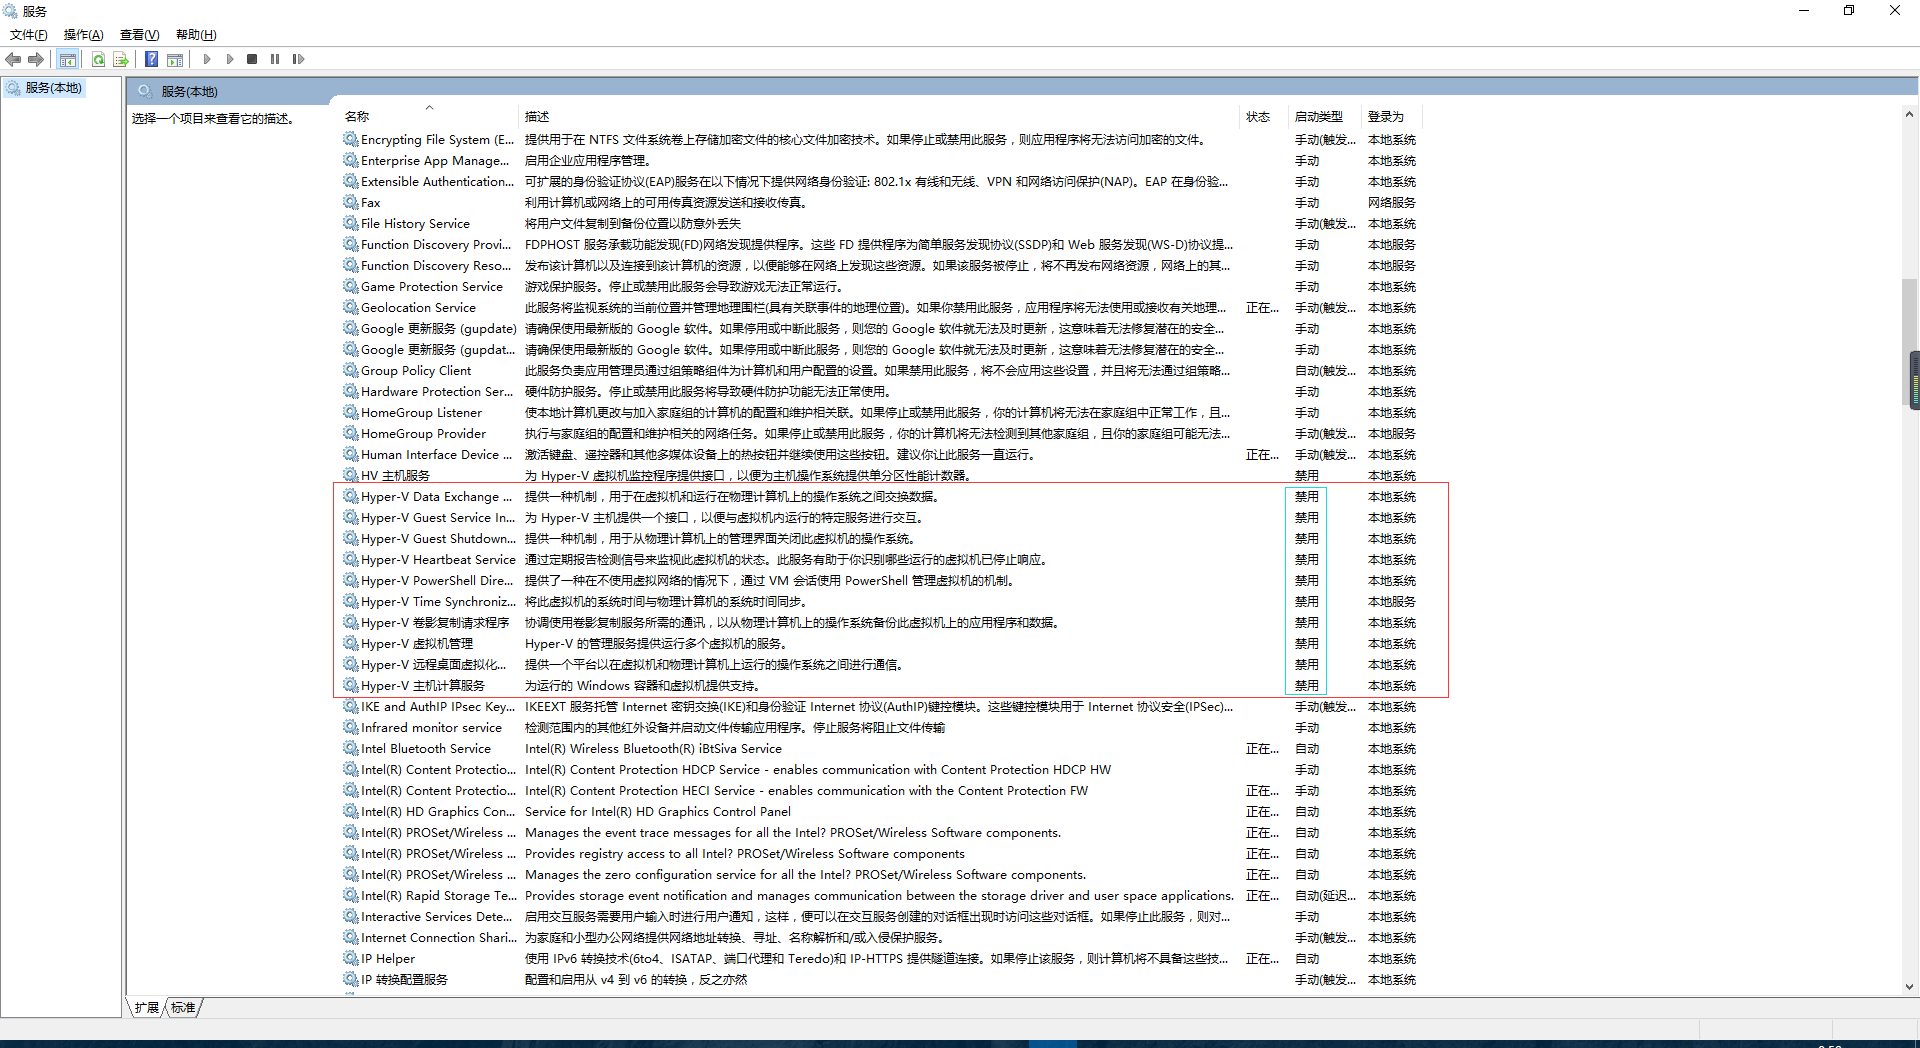 服务
文件(F) 操作(A) 查看(V) 帮助(H)
服务(本地)
服务(本地)
选择一个项目来查看它的描述。
名称 描述 状态 启动类型 登录为
Encrypting File System (E... 提供用于在 NTFS 文件系统卷上存储加密文件的核心文件加密技术。如果停止或禁用此服务，则应用程序将无法访问加密的文件。 手动(触发... 本地系统
Enterprise App Manage... 启用企业应用程序管理。 手动 本地系统
Extensible Authentication... 可扩展的身份验证协议(EAP)服务在以下情况下提供网络身份验证: 802.1x 有线和无线、VPN 和网络访问保护(NAP)。EAP 在身份验... 手动 本地系统
Fax 利用计算机或网络上的可用传真资源发送和接收传真。 手动 网络服务
File History Service 将用户文件复制到备份位置以防意外丢失 手动(触发... 本地系统
Function Discovery Provi... FDPHOST 服务承载功能发现(FD)网络发现提供程序。这些 FD 提供程序为简单服务发现协议(SSDP)和 Web 服务发现(WS-D)协议提... 手动 本地服务
Function Discovery Reso... 发布该计算机以及连接到该计算机的资源，以便能够在网络上发现这些资源。如果该服务被停止，将不再发布网络资源，网络上的其... 手动 本地服务
Game Protection Service 游戏保护服务。停止或禁用此服务会导致游戏无法正常运行。 手动 本地系统
Geolocation Service 此服务将监视系统的当前位置并管理地理围栏(具有关联事件的地理位置)。如果你禁用此服务，应用程序将无法使用或接收有关地理... 正在... 手动(触发... 本地系统
Google 更新服务 (gupdate) 请确保使用最新版的 Google 软件。如果停用或中断此服务，则您的 Google 软件就无法及时更新，这意味着无法修复潜在的安全... 手动 本地系统
Google 更新服务 (gupdat... 请确保使用最新版的 Google 软件。如果停用或中断此服务，则您的 Google 软件就无法及时更新，这意味着无法修复潜在的安全... 手动 本地系统
Group Policy Client 此服务负责应用管理员通过组策略组件为计算机和用户配置的设置。如果禁用此服务，将不会应用这些设置，并且将无法通过组策略... 自动(触发... 本地系统
Hardware Protection Ser... 硬件防护服务。停止或禁用此服务将导致硬件防护功能无法正常使用。 手动 本地系统
HomeGroup Listener 使本地计算机更改与加入家庭组的计算机的配置和维护相关联。如果停止或禁用此服务，你的计算机将无法在家庭组中正常工作，且... 手动 本地系统
HomeGroup Provider 执行与家庭组的配置和维护相关的网络任务。如果停止或禁用此服务，你的计算机将无法检测到其他家庭组，且你的家庭组可能无法... 手动(触发... 本地服务
Human Interface Device ... 激活键盘、遥控器和其他多媒体设备上的热按钮并继续使用这些按钮。建议你让此服务一直运行。 正在... 手动(触发... 本地系统
HV 主机服务 为 Hyper-V 虚拟机监控程序提供接口，以便为主机操作系统提供单分区性能计数器。 禁用 本地系统
Hyper-V Data Exchange ... 提供一种机制，用于在虚拟机和运行在物理计算机上的操作系统之间交换数据。 禁用 本地系统
Hyper-V Guest Service In... 为 Hyper-V 主机提供一个接口，以便与虚拟机内运行的特定服务进行交互。 禁用 本地系统
Hyper-V Guest Shutdown... 提供一种机制，用于从物理计算机上的管理界面关闭此虚拟机的操作系统。 禁用 本地系统
Hyper-V Heartbeat Service 通过定期报告检测信号来监视此虚拟机的状态。此服务有助于你识别哪些运行的虚拟机已停止响应。 禁用 本地系统
Hyper-V PowerShell Dire... 提供了一种在不使用虚拟网络的情况下，通过 VM 会话使用 PowerShell 管理虚拟机的机制。 禁用 本地系统
Hyper-V Time Synchroniz... 将此虚拟机的系统时间与物理计算机的系统时间同步。 禁用 本地服务
Hyper-V 卷影复制请求程序 协调使用卷影复制服务所需的通讯，以从物理计算机上的操作系统备份此虚拟机上的应用程序和数据。 禁用 本地系统
Hyper-V 虚拟机管理 Hyper-V 的管理服务提供运行多个虚拟机的服务。 禁用 本地系统
Hyper-V 远程桌面虚拟化... 提供一个平台以在虚拟机和物理计算机上运行的操作系统之间进行通信。 禁用 本地系统
Hyper-V 主机计算服务 为运行的 Windows 容器和虚拟机提供支持。 禁用 本地系统
IKE and AuthIP IPsec Key... IKEEXT 服务托管 Internet 密钥交换(IKE)和身份验证 Internet 协议(AuthIP)键控模块。这些键控模块用于 Internet 协议安全(IPSec)... 手动(触发... 本地系统
Infrared monitor service 检测范围内的其他红外设备并启动文件传输应用程序。停止服务将阻止文件传输 手动 本地系统
Intel Bluetooth Service Intel(R) Wireless Bluetooth(R) iBtSiva Service 正在... 自动 本地系统
Intel(R) Content Protectio... Intel(R) Content Protection HDCP Service - enables communication with Content Protection HDCP HW 手动 本地系统
Intel(R) Content Protectio... Intel(R) Content Protection HECI Service - enables communication with the Content Protection FW 正在... 手动 本地系统
Intel(R) HD Graphics Con... Service for Intel(R) HD Graphics Control Panel 正在... 自动 本地系统
Intel(R) PROSet/Wireless ... Manages the event trace messages for all the Intel? PROSet/Wireless Software components. 正在... 自动 本地系统
Intel(R) PROSet/Wireless ... Provides registry access to all Intel? PROSet/Wireless Software components 正在... 自动 本地系统
Intel(R) PROSet/Wireless ... Manages the zero configuration service for all the Intel? PROSet/Wireless Software components. 正在... 自动 本地系统
Intel(R) Rapid Storage Te... Provides storage event notification and manages communication between the storage driver and user space applications. 正在... 自动(延迟... 本地系统
Interactive Services Dete... 启用交互服务需要用户输入时进行用户通知，这样，便可以在交互服务创建的对话框出现时访问这些对话框。如果停止此服务，则对... 手动 本地系统
Internet Connection Shari... 为家庭和小型办公网络提供网络地址转换、寻址、名称解析和/或入侵保护服务。 手动(触发... 本地系统
IP Helper 使用 IPv6 转换技术(6to4、ISATAP、端口代理和 Teredo)和 IP-HTTPS 提供隧道连接。如果停止该服务，则计算机将不具备这些技... 正在... 自动 本地系统
IP 转换配置服务 配置和启用从 v4 到 v6 的转换，反之亦然 手动(触发... 本地系统
扩展 标准